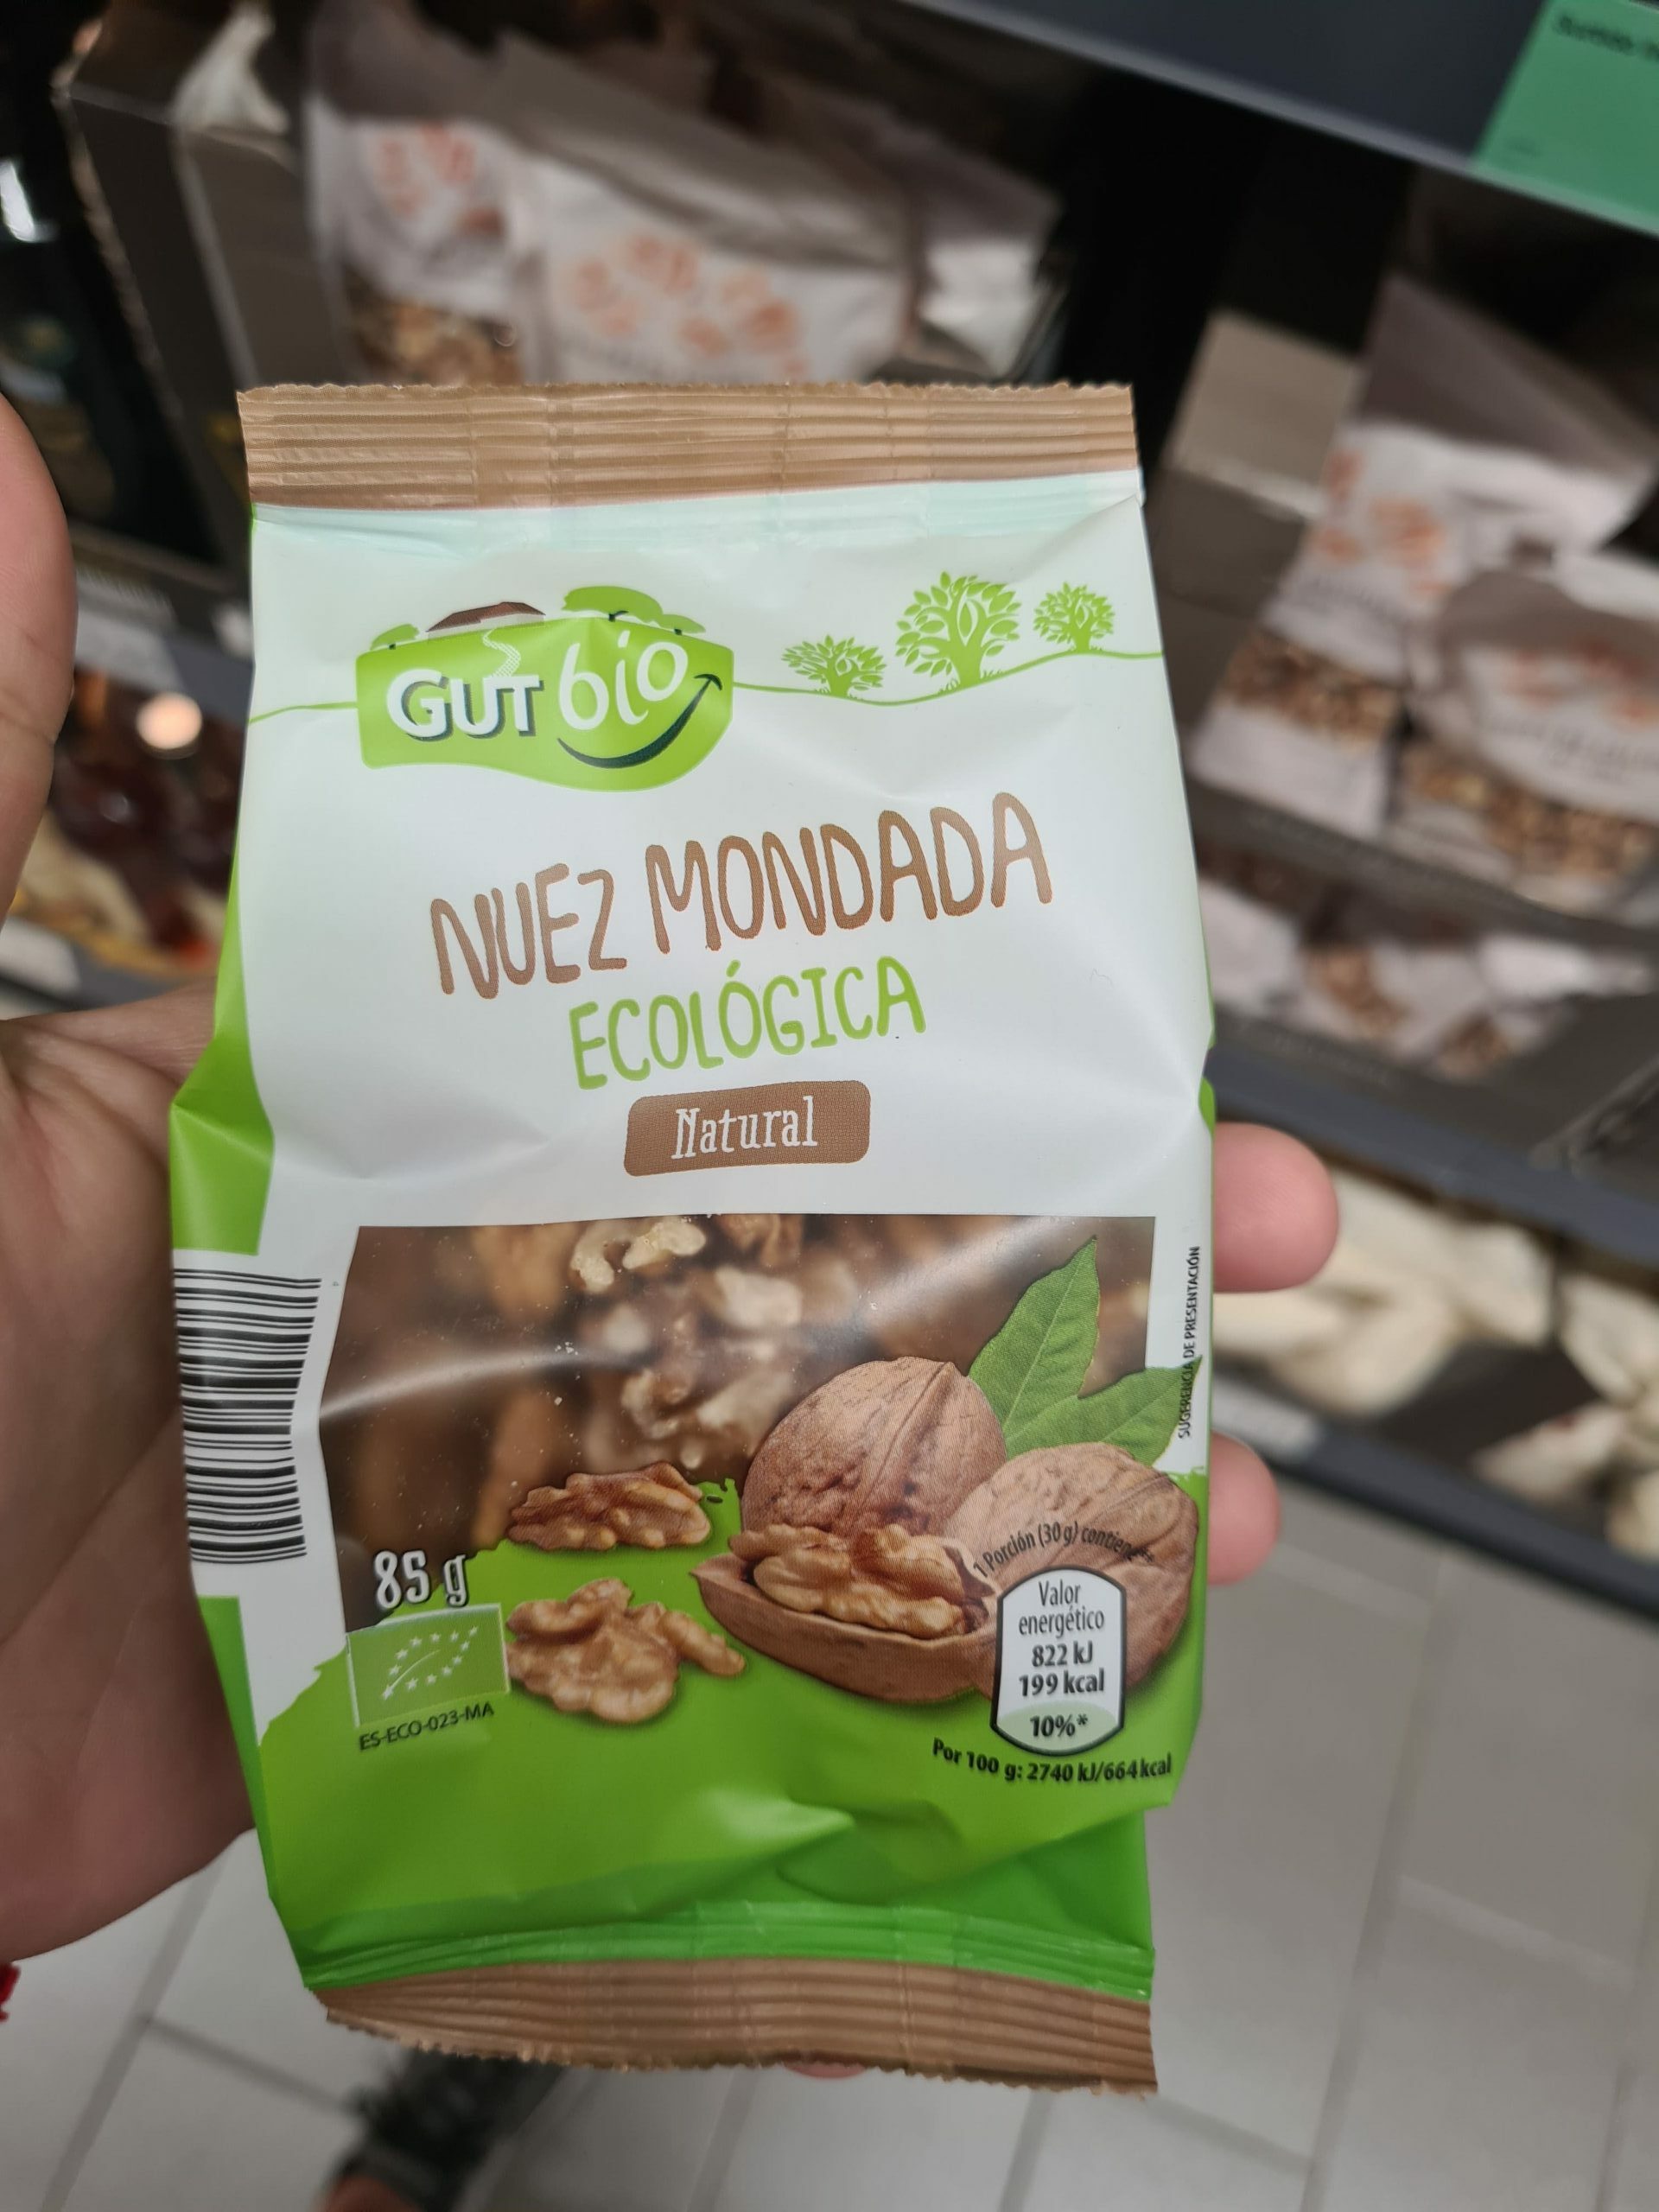 GUT bio
NUEZ MONDADA
ECOLÓGICA
Natural
SUGERENCIA DE PRESENTACIÓN
85 g
ES-ECO-023-MA
1 Porción (30 g) contiene**
Valor
energético
822 kJ
199 kcal
10%*
Por 100 g: 2740 kJ/664 kcal